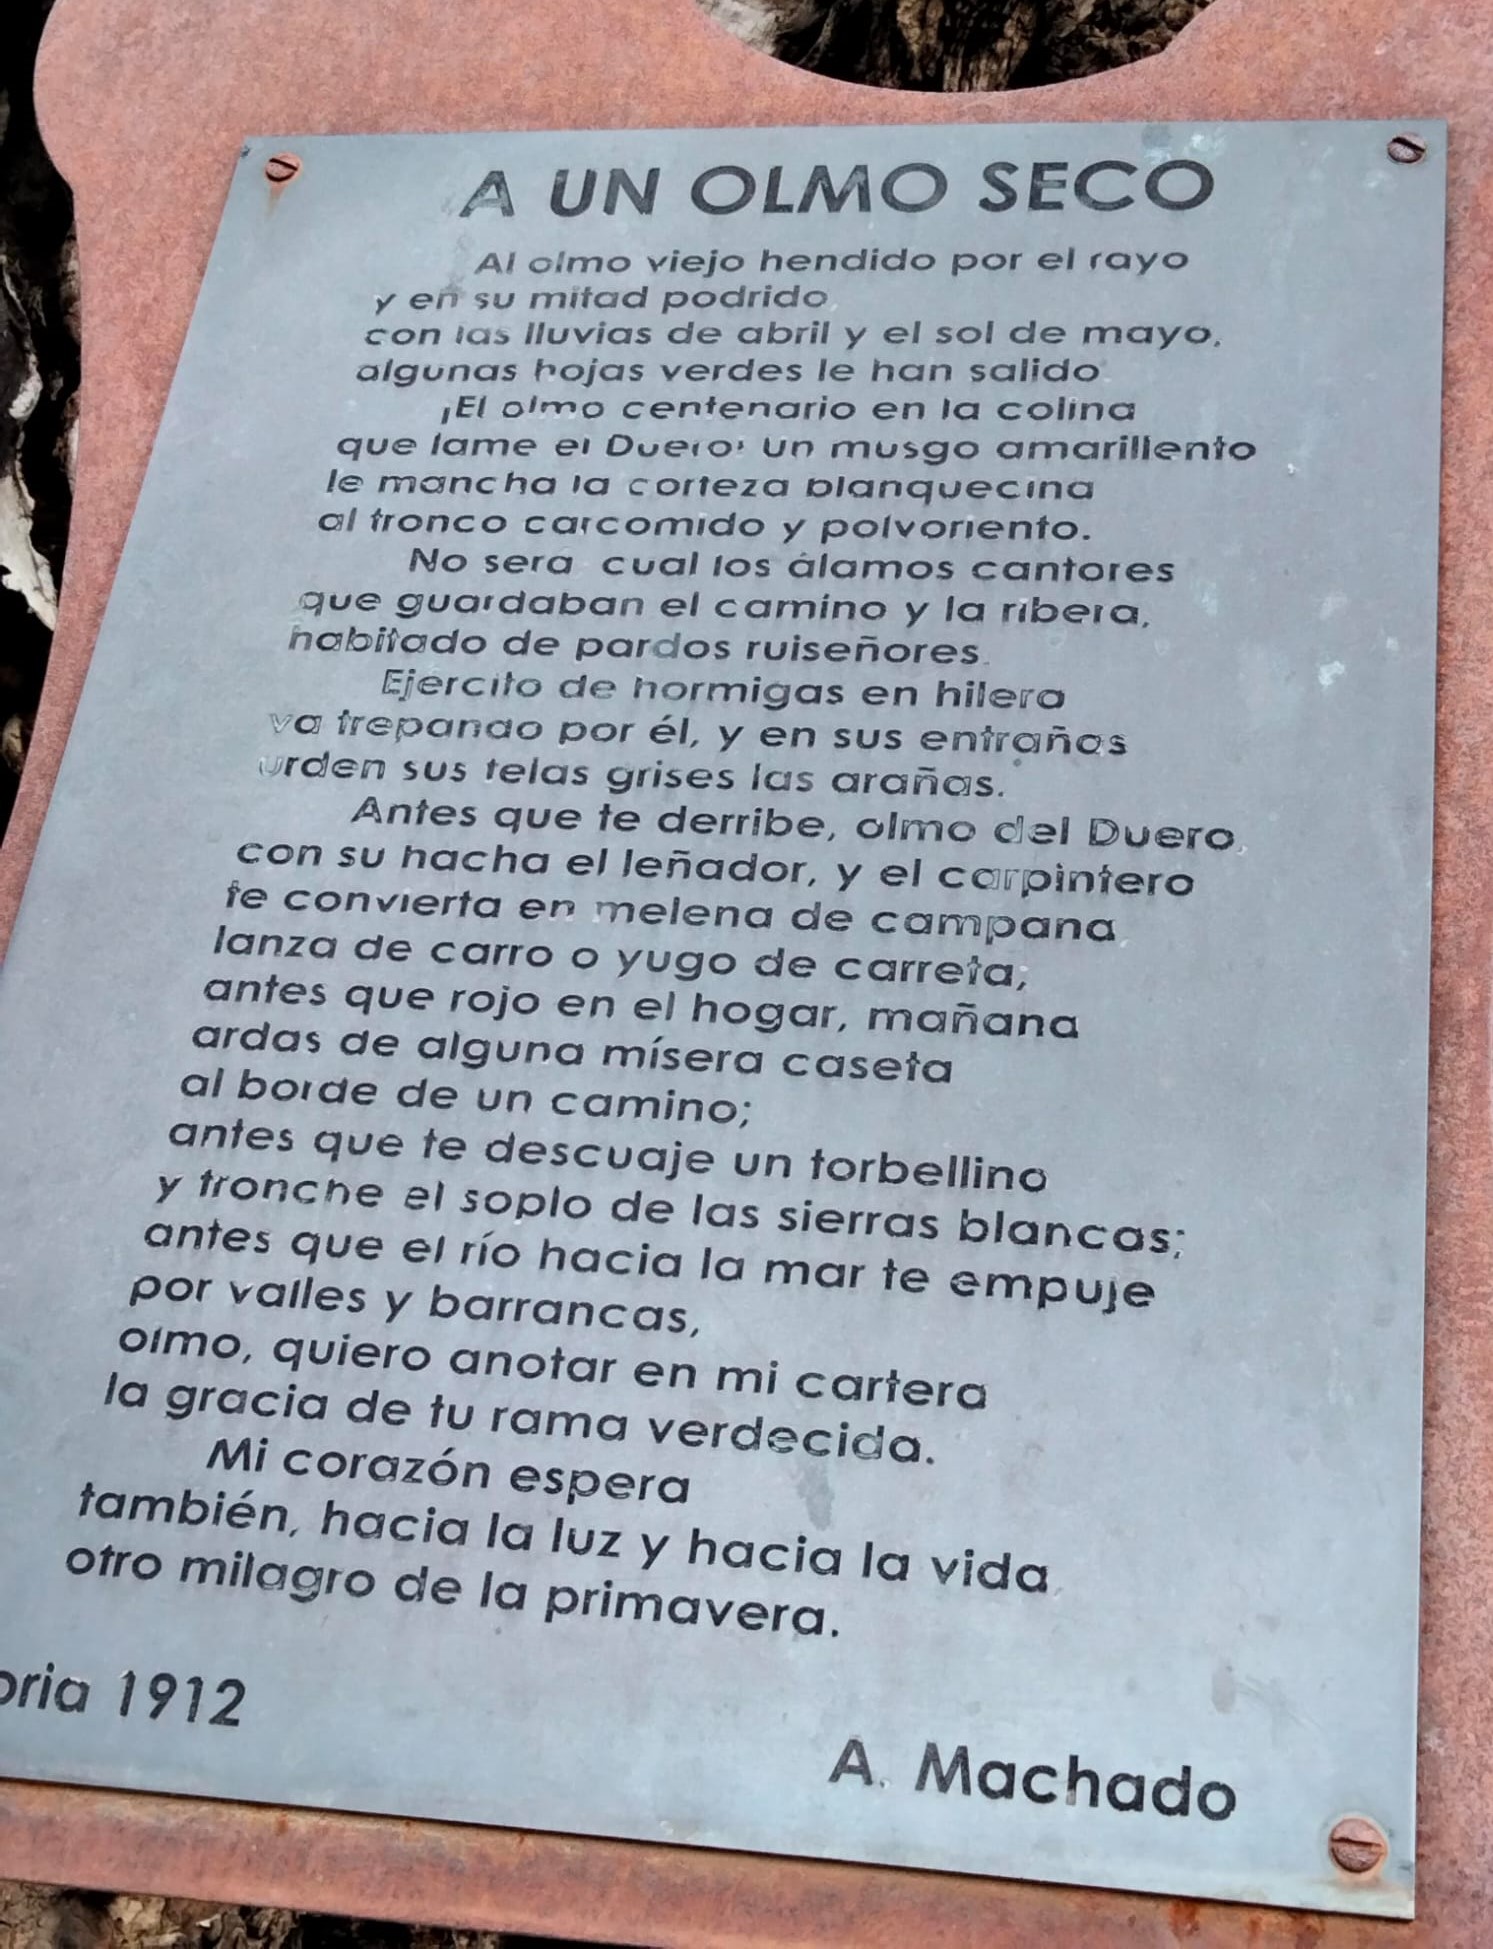 A UN OLMO SECO
Al olmo viejo hendido por el rayo
y en su mitad podrido,
con las lluvias de abril y el sol de mayo,
algunas hojas verdes le han salido.
¡El olmo centenario en la colina
que lame el Duero! Un musgo amarillento
le mancha la corteza blanquecina
al tronco carcomido y polvoriento.
No será cual los álamos cantores
que guardaban el camino y la ribera,
habitado de pardos ruiseñores.
Ejercito de hormigas en hilera
va trepando por él, y en sus entrañas
urden sus telas grises las arañas.
Antes que te derribe, olmo del Duero,
con su hacha el leñador, y el carpintero
te convierta en melena de campana,
lanza de carro o yugo de carreta;
antes que rojo en el hogar, mañana
ardas de alguna mísera caseta
al borde de un camino;
antes que te descuaje un torbellino
y tronche el soplo de las sierras blancas;
antes que el río hacia la mar te empuje
por valles y barrancas,
olmo, quiero anotar en mi cartera
la gracia de tu rama verdecida.
Mi corazón espera
también, hacia la luz y hacia la vida,
otro milagro de la primavera.
oria 1912
A. Machado